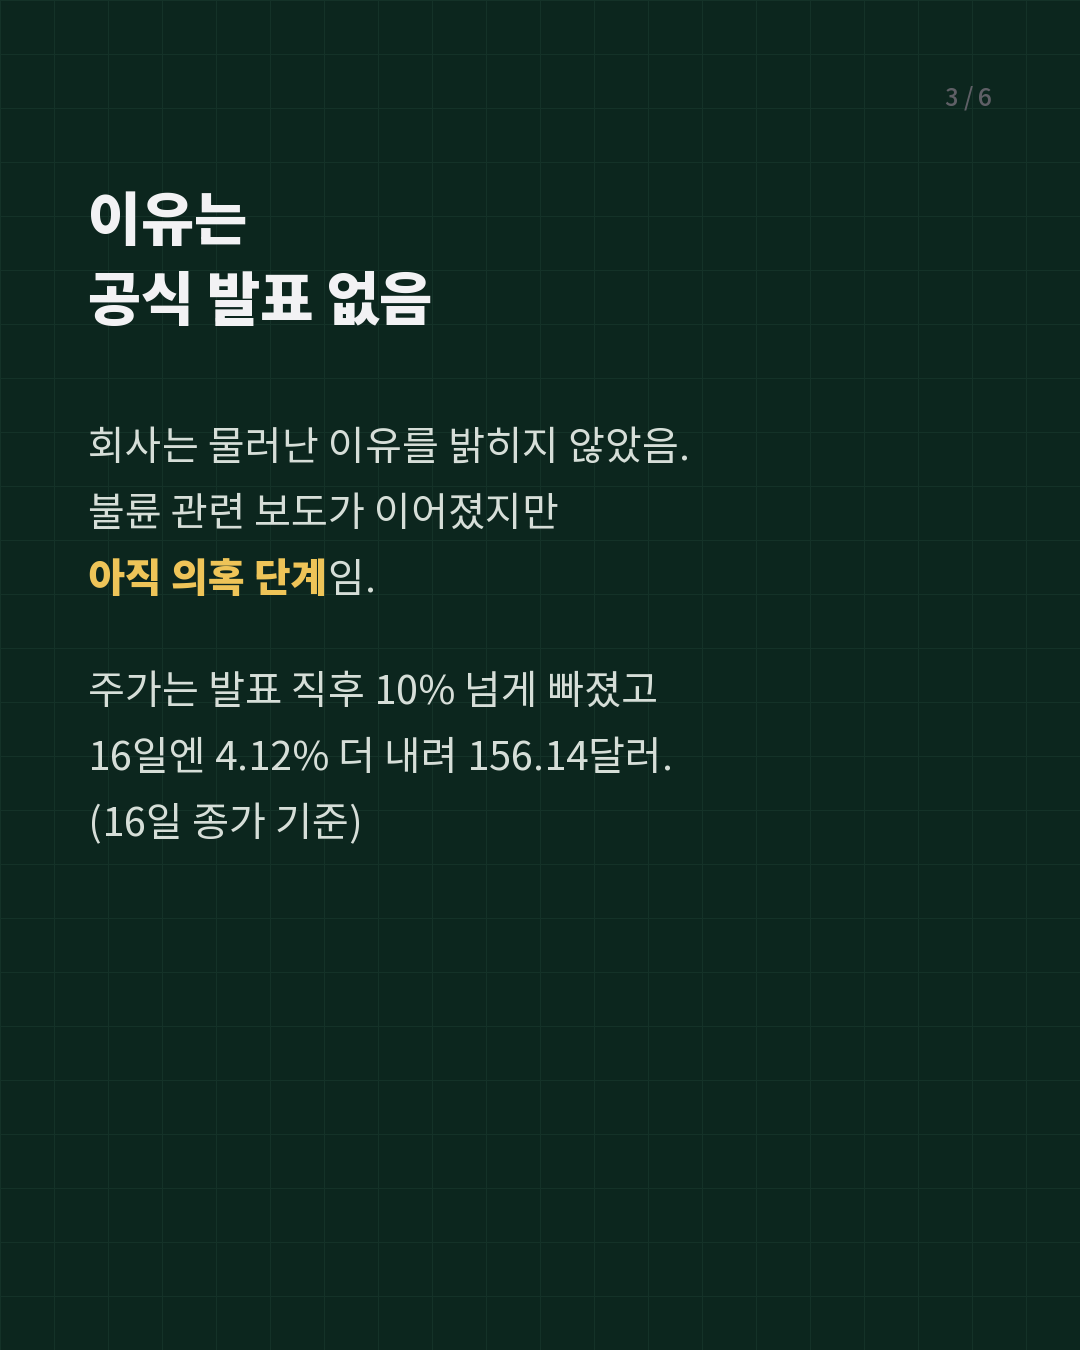 3 / 6
이유는
공식 발표 없음
회사는 물러난 이유를 밝히지 않았음.
불륜 관련 보도가 이어졌지만
아직 의혹 단계임.
주가는 발표 직후 10% 넘게 빠졌고
16일엔 4.12% 더 내려 156.14달러.
(16일 종가 기준)